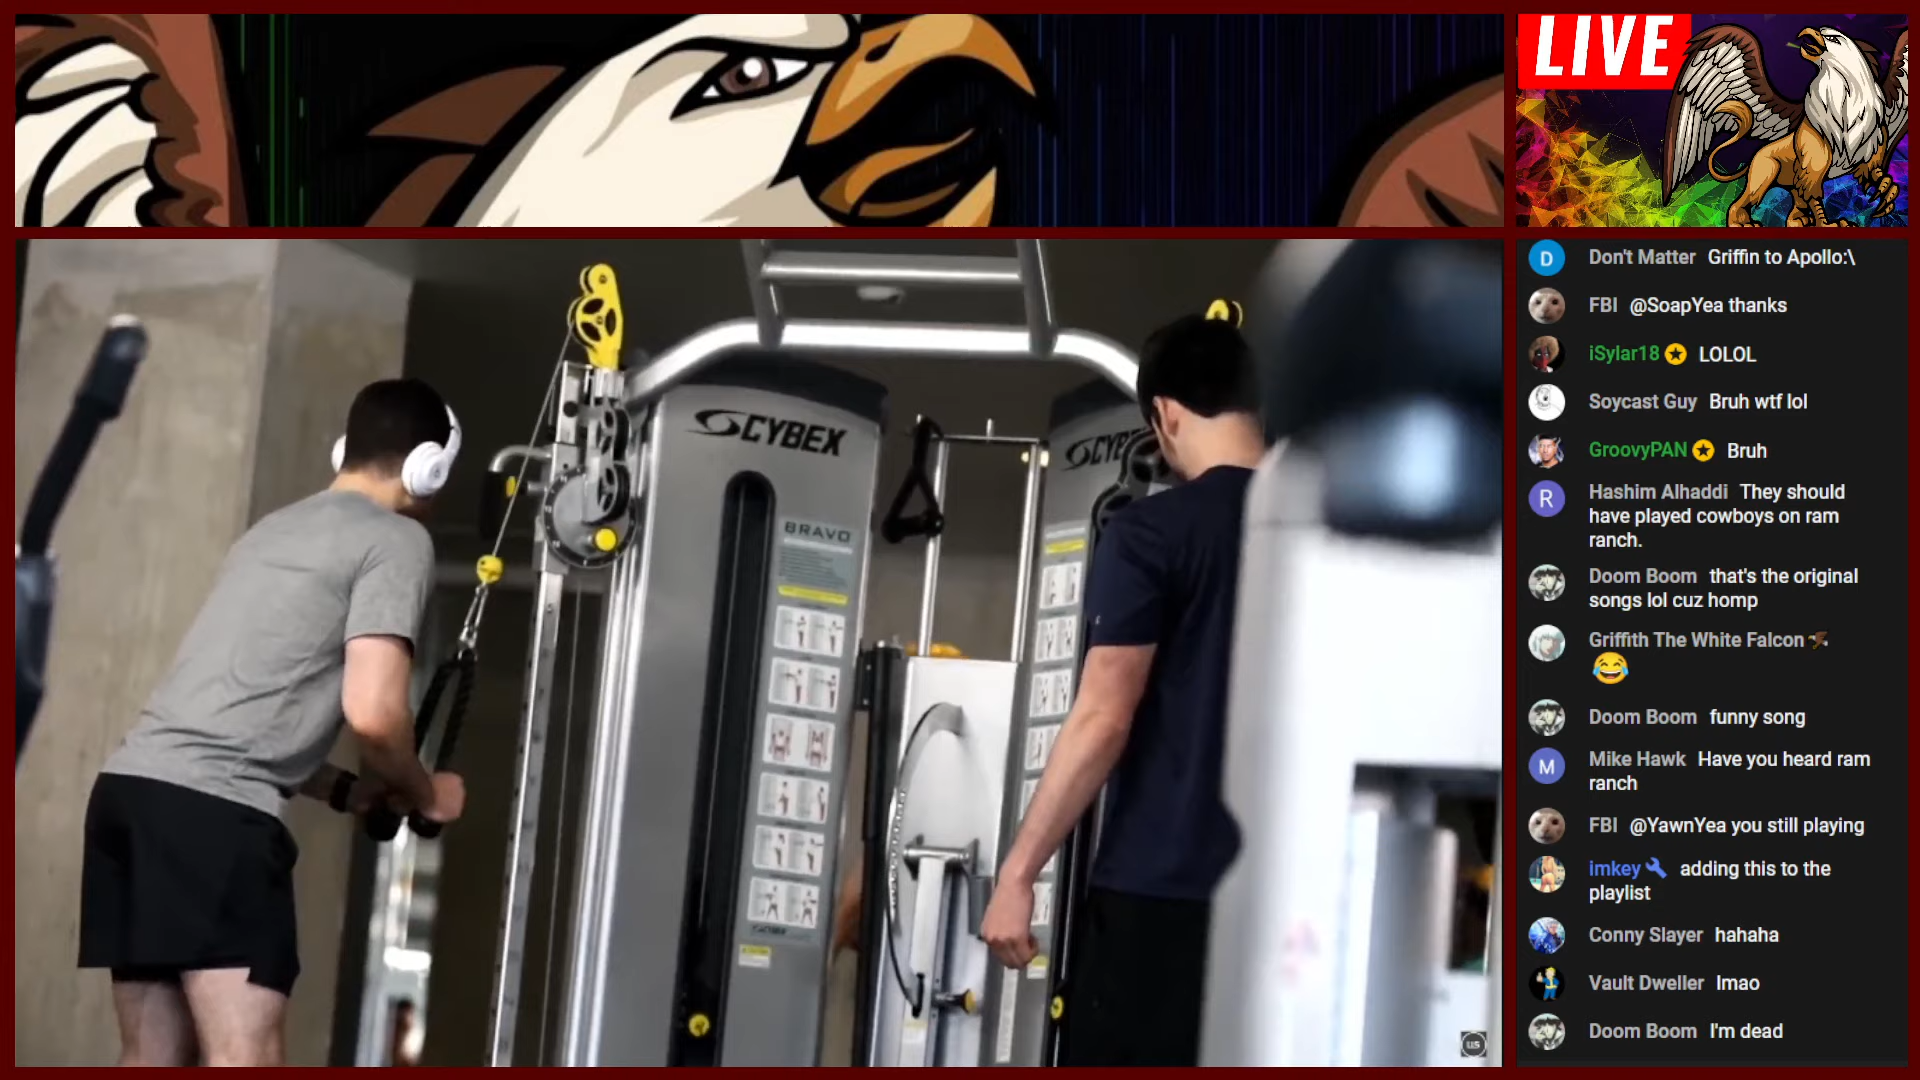 LIVE
CYBEX
BRAVO
CYBE
us
Don't Matter Griffin to Apollo:\
FBI @SoapYea thanks
iSylar18 LOLOL
Soycast Guy Bruh wtf lol
GroovyPAN Bruh
R Hashim Alhaddi They should
have played cowboys on ram
ranch.
Doom Boom that's the original
songs lol cuz homp
Griffith The White Falcon
Doom Boom funny song
M Mike Hawk Have you heard ram
ranch
FBI @YawnYea you still playing
imkey adding this to the
playlist
Conny Slayer hahaha
Vault Dweller lmao
Doom Boom I'm dead